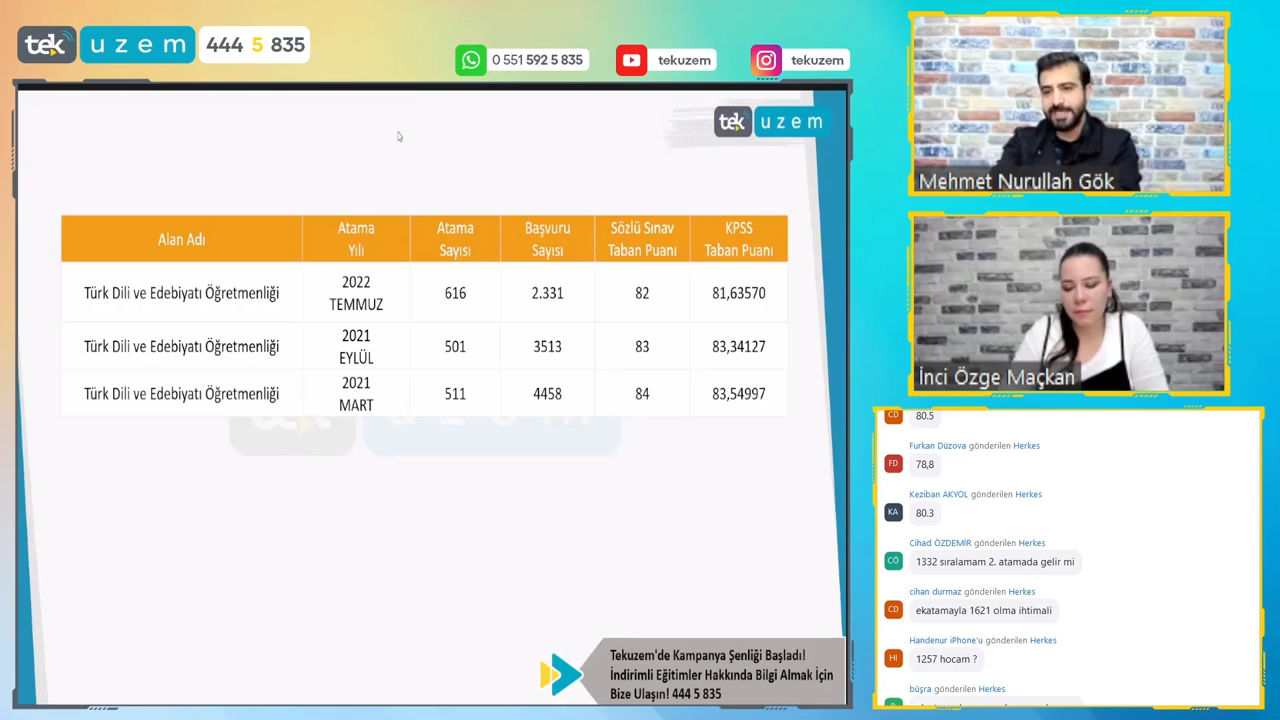 tek uzem 444 5 835
0 551 592 5 835
tekuzem
tekuzem
tek uzem
Alan Adı
Atama Yılı
Atama Sayısı
Başvuru Sayısı
Sözlü Sınav Taban Puanı
KPSS Taban Puanı
Türk Dili ve Edebiyatı Öğretmenliği
2022 TEMMUZ
616
2.331
82
81,63570
Türk Dili ve Edebiyatı Öğretmenliği
2021 EYLÜL
501
3513
83
83,34127
Türk Dili ve Edebiyatı Öğretmenliği
2021 MART
511
4458
84
83,54997
Tekuzem'de Kampanya Şenliği Başladı!
İndirimli Eğitimler Hakkında Bilgi Almak İçin
Bize Ulaşın! 444 5 835
Mehmet Nurullah Gök
İnci Özge Maçkan
CD
80.5
Furkan Düzova gönderilen Herkes
FD
78,8
Keziban AKYOL gönderilen Herkes
KA
80.3
Cihad ÖZDEMİR gönderilen Herkes
CÖ
1332 sıralamam 2. atamada gelir mi
cihan durmaz gönderilen Herkes
CD
ekatamayla 1621 olma ihtimali
Handenur iPhone'u gönderilen Herkes
HI
1257 hocam ?
büşra gönderilen Herkes